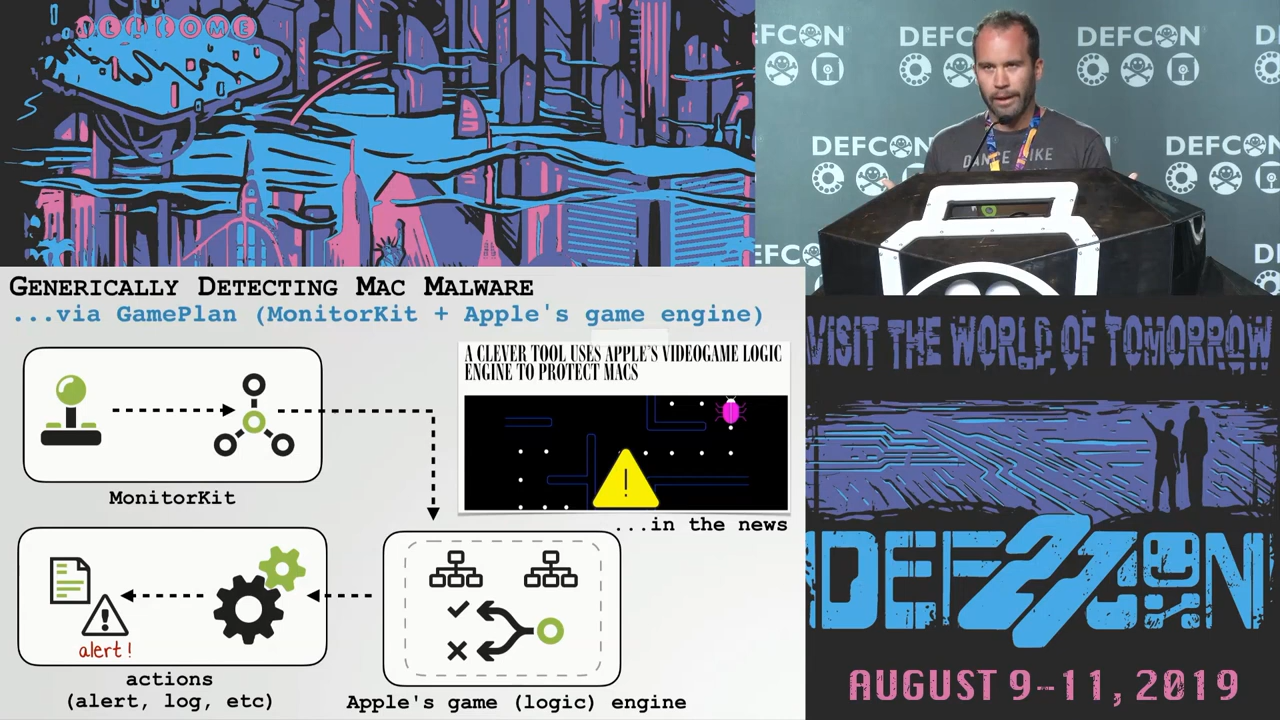 WELCOME
DEFCON
DEFCON
DEFCON
DEFCON
DEFCON
DANCE LIKE
GENERICALLY DETECTING MAC MALWARE
...via GamePlan (MonitorKit + Apple's game engine)
A CLEVER TOOL USES APPLE'S VIDEOGAME LOGIC
ENGINE TO PROTECT MACS
...in the news
MonitorKit
alert!
actions
(alert, log, etc)
Apple's game (logic) engine
VISIT THE WORLD OF TOMORROW
DEF 27 CON
AUGUST 9-11, 2019